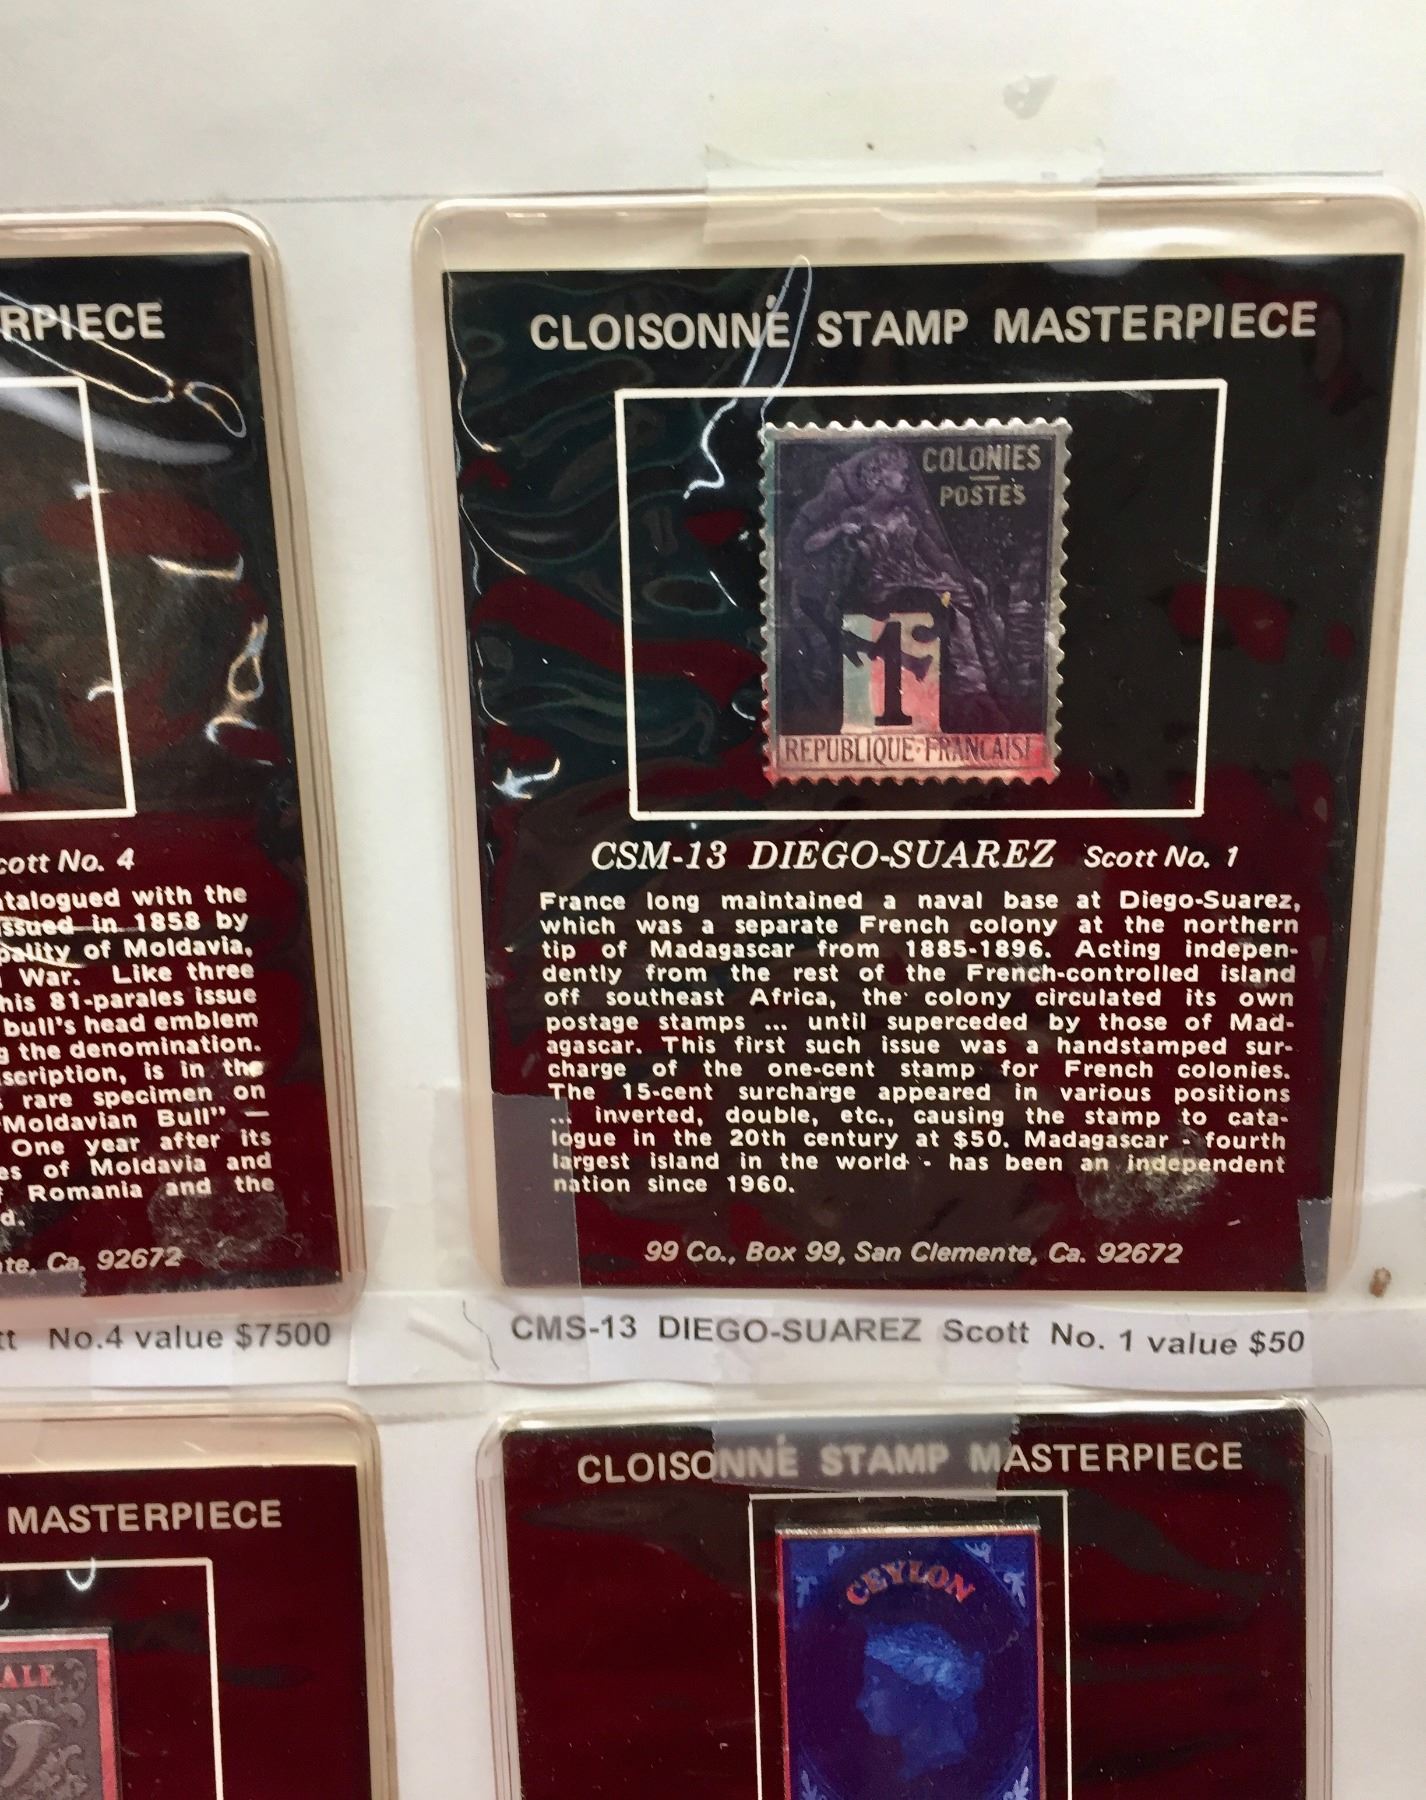 RPIECE
cott No. 4
with the
in 1858 by
of Moldavia,
War. Like three
his 81-parales issue
bull's head emblem
the denomination.
is in the
rare specimen on
Moldavian Bull" —
One year after its
of Moldavia and
Romania and the
d.
Ca. 92672
No.4 value $7500
CLOISONNÉ STAMP MASTERPIECE
COLONIES
POSTES
1c
REPUBLIQUE·FRANCAISE
CSM-13 DIEGO-SUAREZ Scott No. 1
France long maintained a naval base at Diego-Suarez,
which was a separate French colony at the northern
tip of Madagascar from 1885-1896. Acting indepen-
dently from the rest of the French-controlled island
off southeast Africa, the colony circulated its own
postage stamps ... until superceded by those of Mad-
agascar. This first such issue was a handstamped sur-
charge of the one-cent stamp for French colonies.
The 15-cent surcharge appeared in various positions
... inverted, double, etc., causing the stamp to cata-
logue in the 20th century at $50. Madagascar - fourth
largest island in the world - has been an independent
nation since 1960.
99 Co., Box 99, San Clemente, Ca. 92672
CMS-13 DIEGO-SUAREZ Scott No. 1 value $50
MASTERPIECE
ALE
CLOISONNÉ STAMP MASTERPIECE
CEYLON